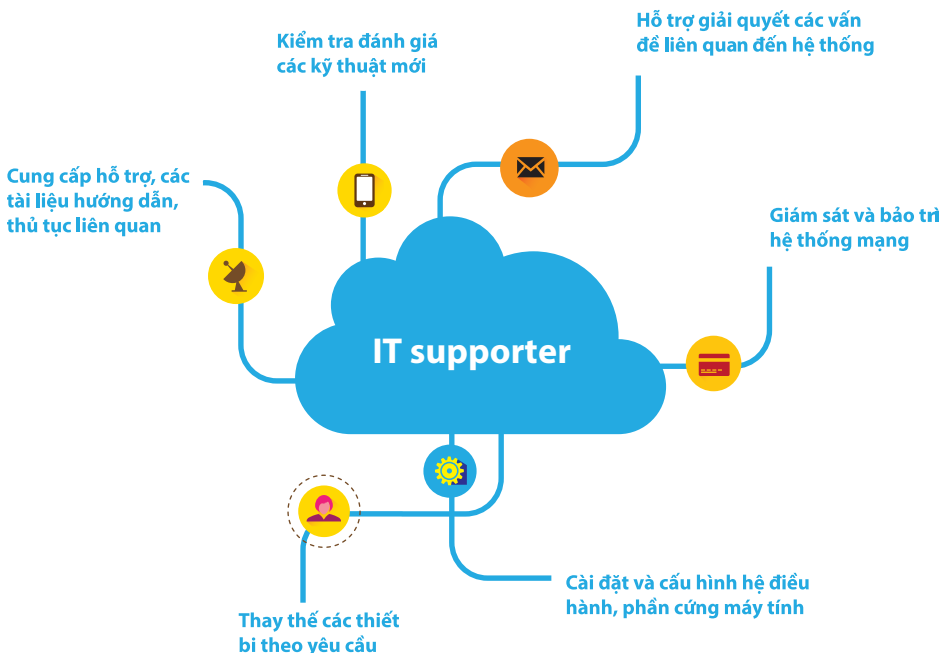 Hỗ trợ giải quyết các vấn
đề liên quan đến hệ thống
Kiểm tra đánh giá
các kỹ thuật mới
Cung cấp hỗ trợ, các
tài liệu hướng dẫn,
thủ tục liên quan
Giám sát và bảo trì
hệ thống mạng
IT supporter
Cài đặt và cấu hình hệ điều
hành, phần cứng máy tính
Thay thế các thiết
bị theo yêu cầu